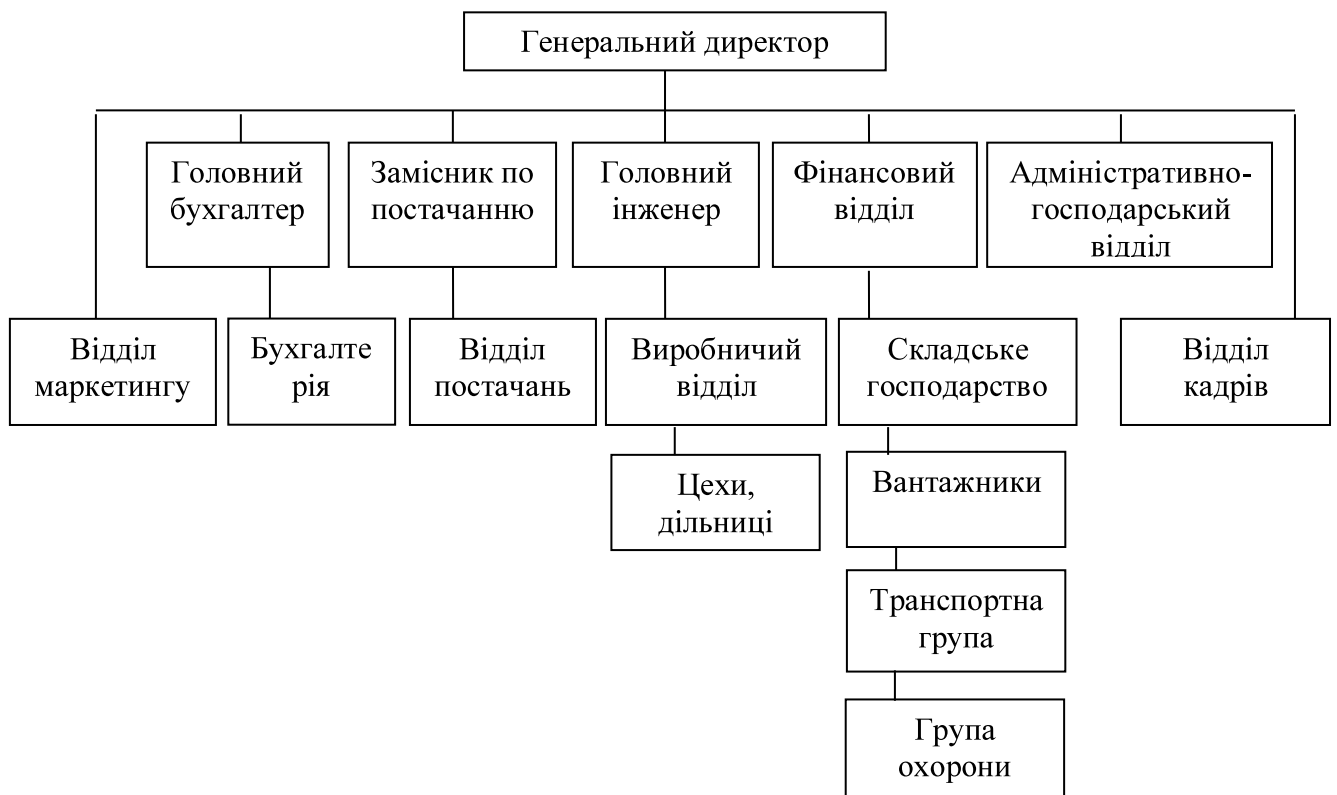 Генеральний директор
Головний
бухгалтер
Замісник по
постачанню
Головний
інженер
Фінансовий
відділ
Адміністративно-
господарський
відділ
Відділ
маркетингу
Бухгалте
рія
Відділ
постачань
Виробничий
відділ
Складське
господарство
Відділ
кадрів
Цехи,
дільниці
Вантажники
Транспортна
група
Група
охорони